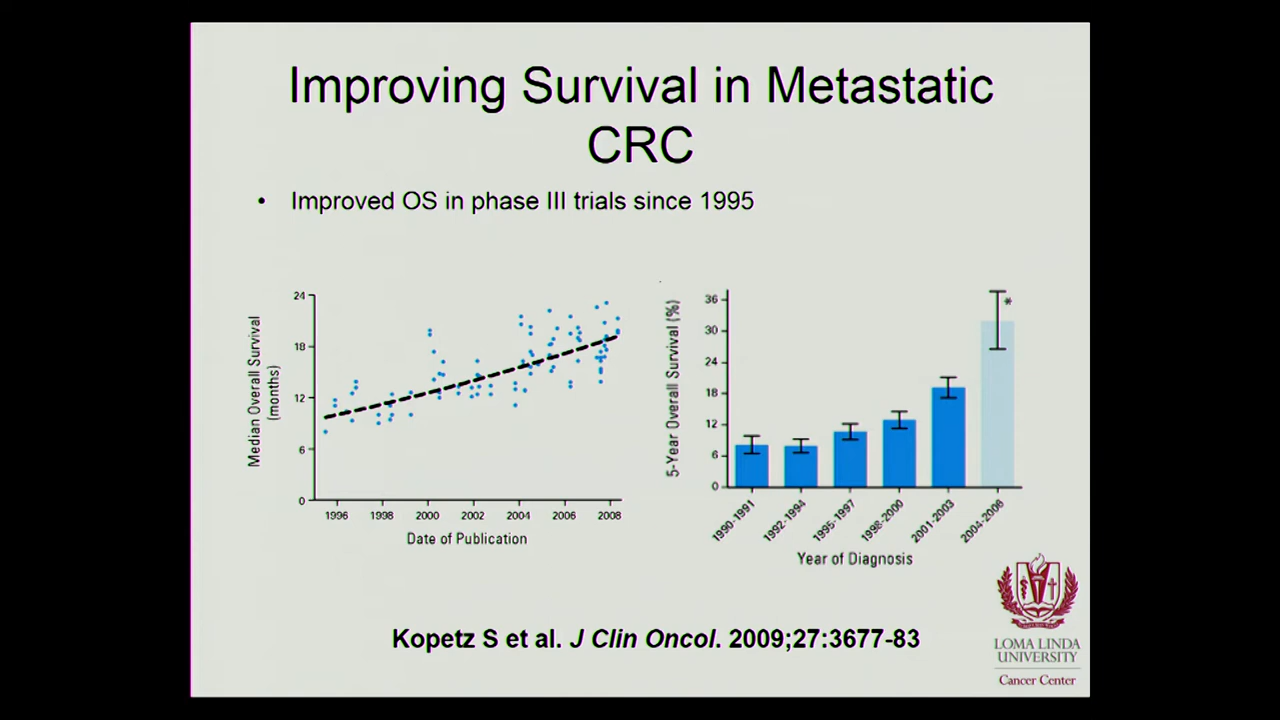 Improving Survival in Metastatic
CRC
• Improved OS in phase III trials since 1995
Median Overall Survival
(months)
24
18
12
6
0
1996 1998 2000 2002 2004 2006 2008
Date of Publication
5-Year Overall Survival (%)
36
30
24
18
12
6
0
*
1990-1991 1992-1994 1995-1997 1998-2000 2001-2003 2004-2006
Year of Diagnosis
Kopetz S et al. J Clin Oncol. 2009;27:3677-83
LOMA LINDA
UNIVERSITY
Cancer Center